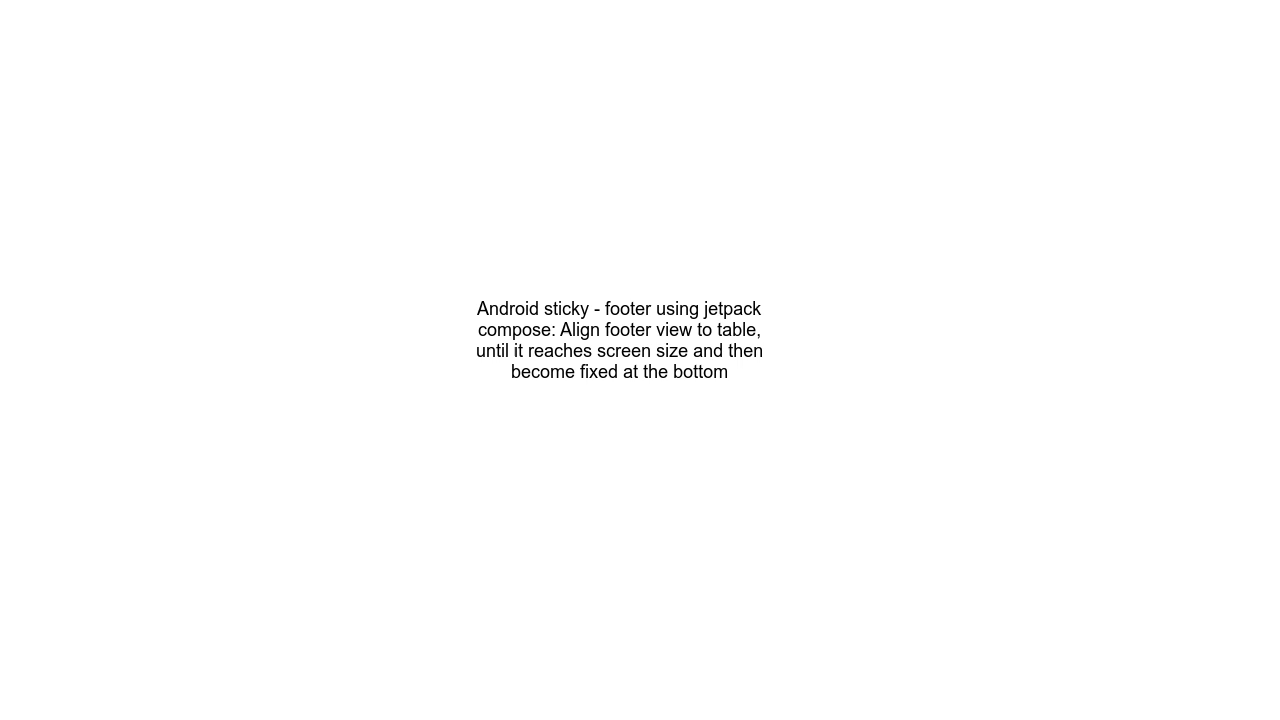 Android sticky - footer using jetpack
compose: Align footer view to table,
until it reaches screen size and then
become fixed at the bottom